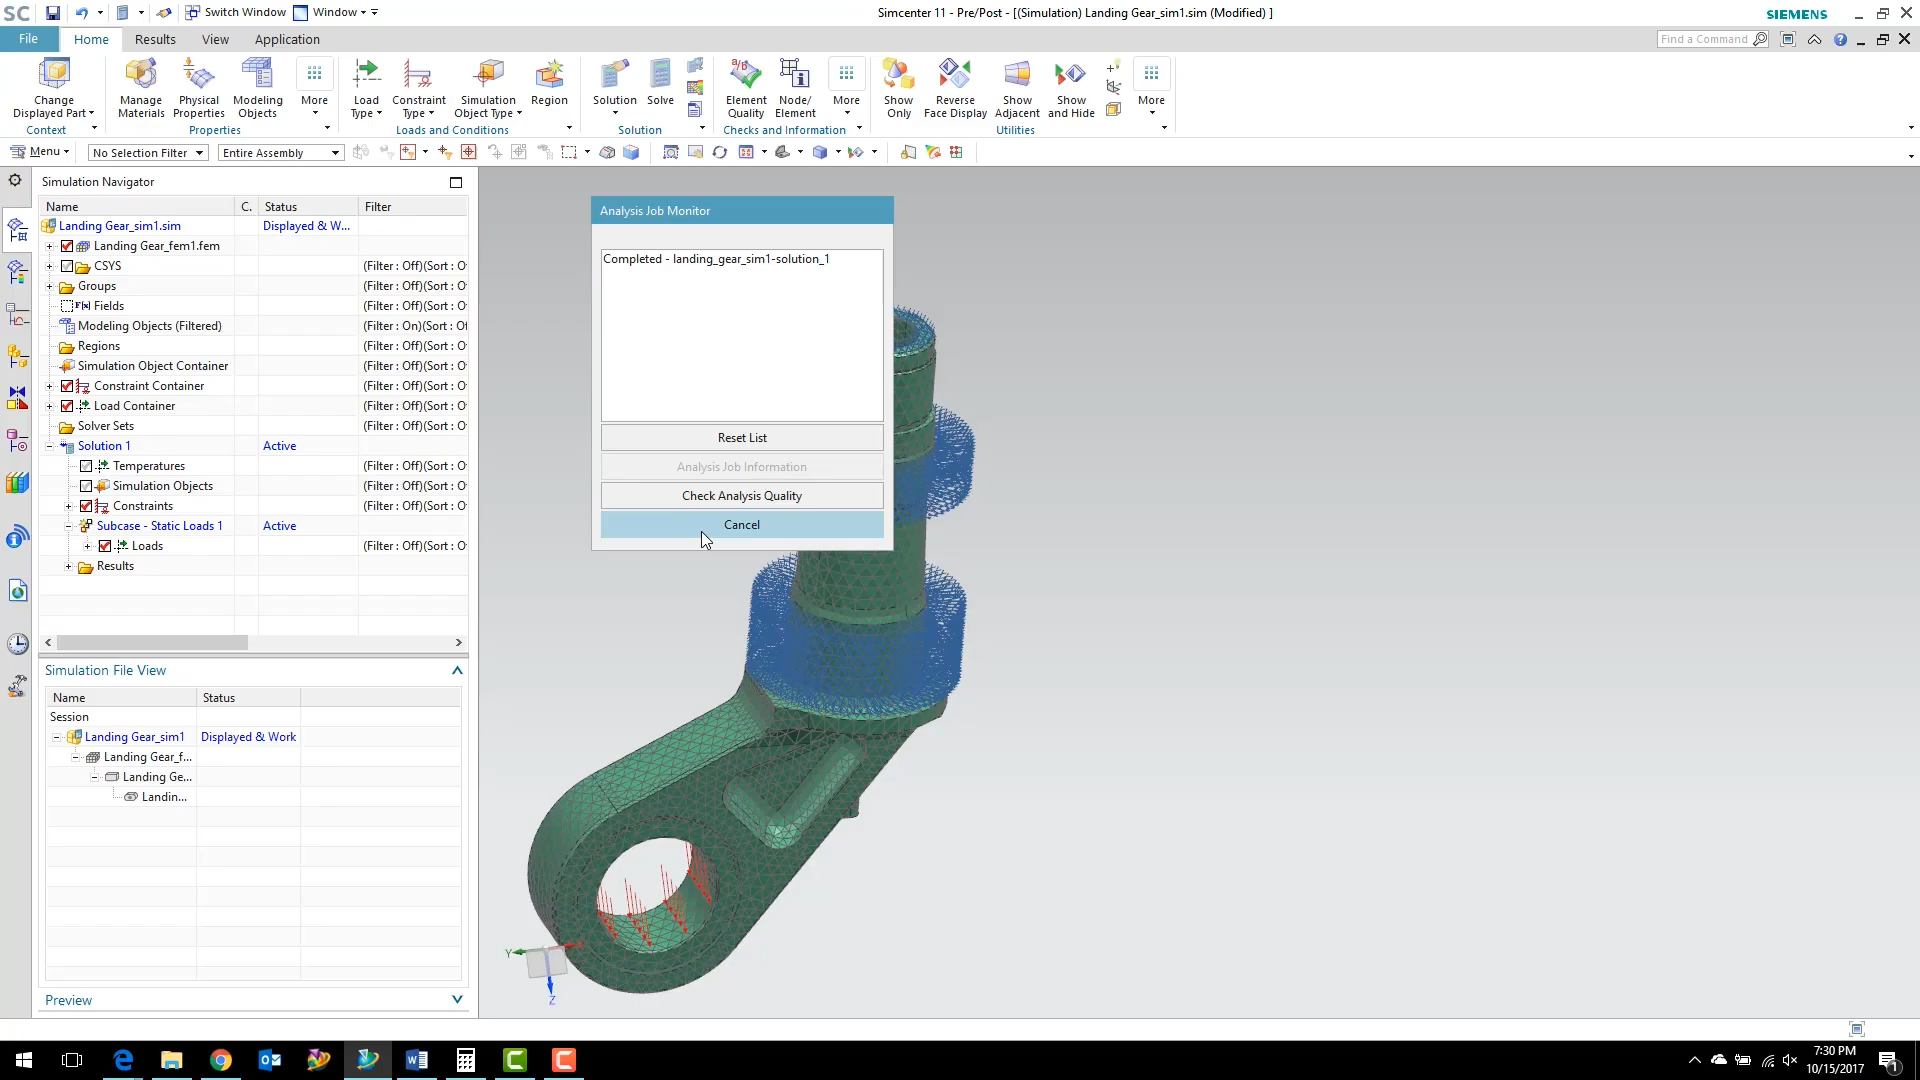 SC
Switch Window
Window
Simcenter 11 - Pre/Post - [(Simulation) Landing Gear_sim1.sim (Modified) ]
SIEMENS
File
Home
Results
View
Application
Find a Command
Change
Displayed Part
Manage
Materials
Physical
Properties
Modeling
Objects
More
Load
Type
Constraint
Type
Simulation
Object Type
Region
Solution
Solve
Element
Quality
Node/
Element
More
Show
Only
Reverse
Face Display
Show
Adjacent
Show
and Hide
More
Context
Properties
Loads and Conditions
Solution
Checks and Information
Utilities
Menu
No Selection Filter
Entire Assembly
Simulation Navigator
Name C. Status Filter
Landing Gear_sim1.sim Displayed & W...
Landing Gear_fem1.fem
CSYS (Filter : Off)(Sort : O
Groups (Filter : Off)(Sort : O
Fields (Filter : Off)(Sort : O
Modeling Objects (Filtered) (Filter : On)(Sort : Of
Regions (Filter : Off)(Sort : O
Simulation Object Container (Filter : Off)(Sort : O
Constraint Container (Filter : Off)(Sort : O
Load Container (Filter : Off)(Sort : O
Solver Sets (Filter : Off)(Sort : O
Solution 1 Active
Temperatures (Filter : Off)(Sort : O
Simulation Objects (Filter : Off)(Sort : O
Constraints (Filter : Off)(Sort : O
Subcase - Static Loads 1 Active
Loads (Filter : Off)(Sort : O
Results
Simulation File View
Name Status
Session
Landing Gear_sim1 Displayed & Work
Landing Gear_f...
Landing Ge...
Landin...
Preview
Analysis Job Monitor
Completed - landing_gear_sim1-solution_1
Reset List
Analysis Job Information
Check Analysis Quality
Cancel
Y
Z
7:30 PM
10/15/2017
1